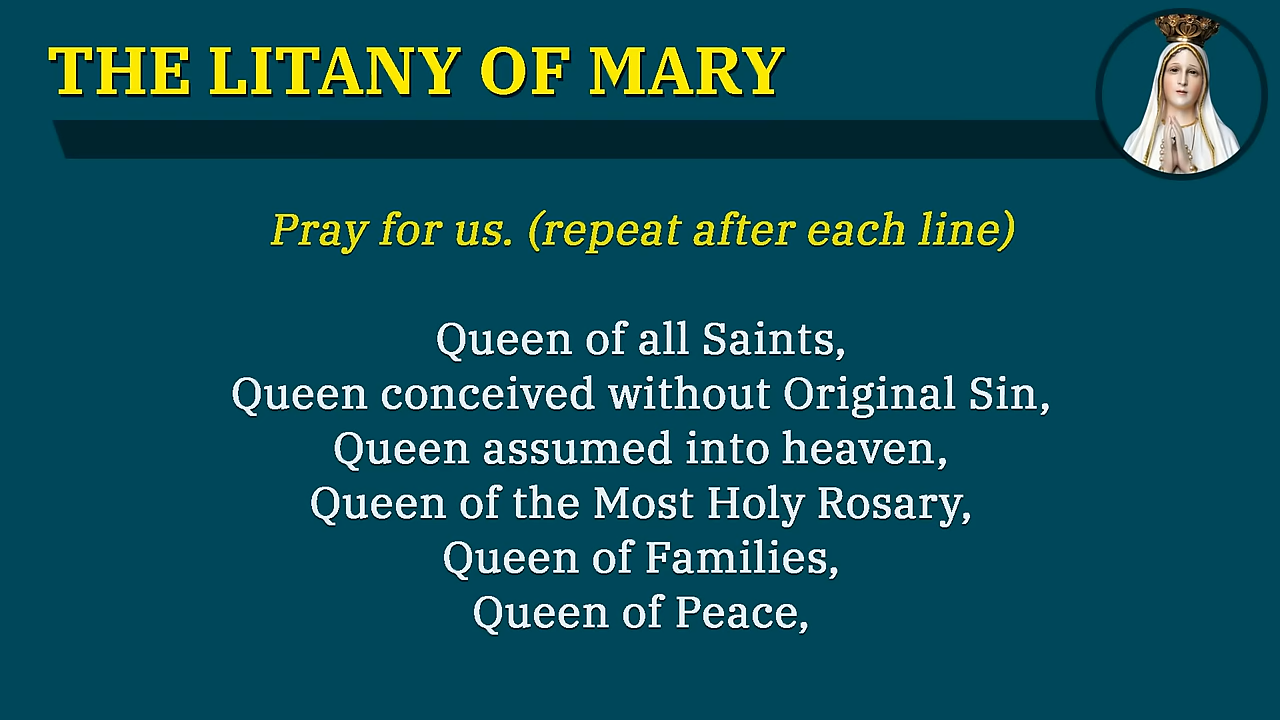 THE LITANY OF MARY
Pray for us. (repeat after each line)
Queen of all Saints,
Queen conceived without Original Sin,
Queen assumed into heaven,
Queen of the Most Holy Rosary,
Queen of Families,
Queen of Peace,